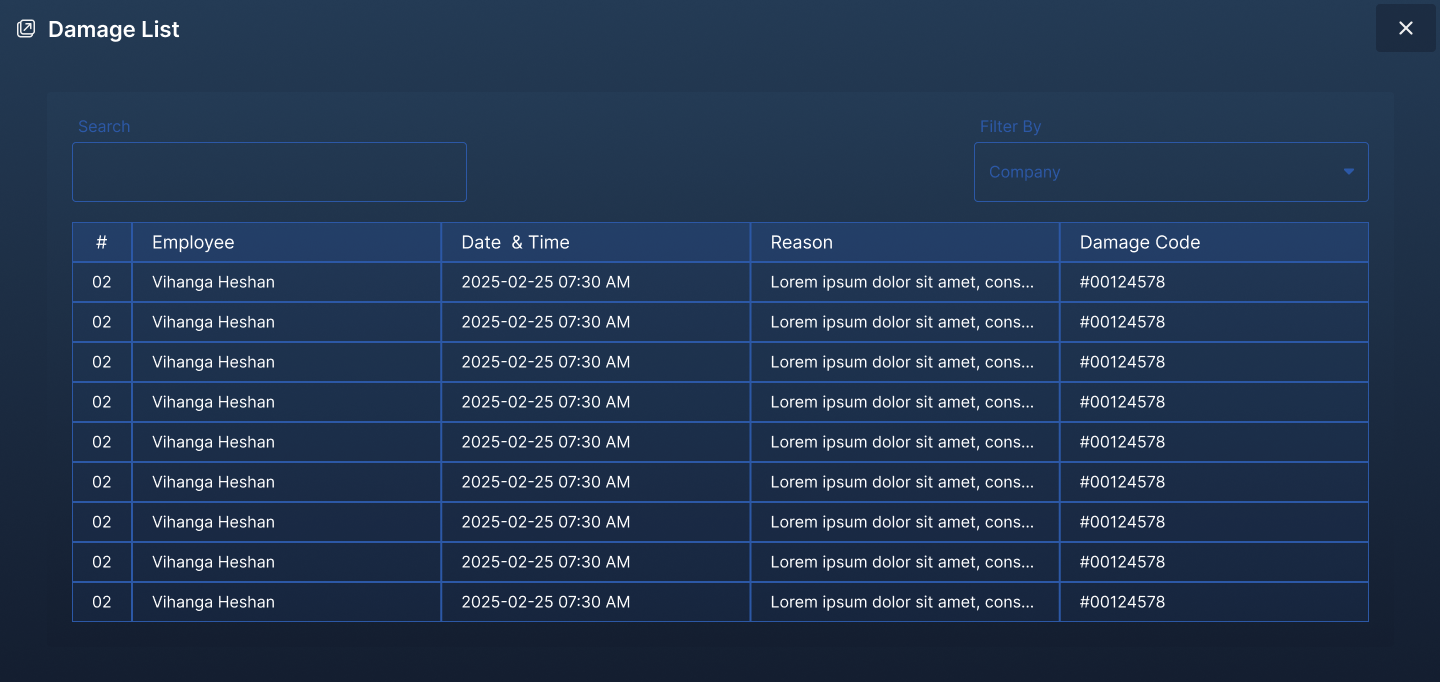 Damage List
Search
Filter By
Company
# Employee Date & Time Reason Damage Code
02 Vihanga Heshan 2025-02-25 07:30 AM Lorem ipsum dolor sit amet, cons... #00124578
02 Vihanga Heshan 2025-02-25 07:30 AM Lorem ipsum dolor sit amet, cons... #00124578
02 Vihanga Heshan 2025-02-25 07:30 AM Lorem ipsum dolor sit amet, cons... #00124578
02 Vihanga Heshan 2025-02-25 07:30 AM Lorem ipsum dolor sit amet, cons... #00124578
02 Vihanga Heshan 2025-02-25 07:30 AM Lorem ipsum dolor sit amet, cons... #00124578
02 Vihanga Heshan 2025-02-25 07:30 AM Lorem ipsum dolor sit amet, cons... #00124578
02 Vihanga Heshan 2025-02-25 07:30 AM Lorem ipsum dolor sit amet, cons... #00124578
02 Vihanga Heshan 2025-02-25 07:30 AM Lorem ipsum dolor sit amet, cons... #00124578
02 Vihanga Heshan 2025-02-25 07:30 AM Lorem ipsum dolor sit amet, cons... #00124578